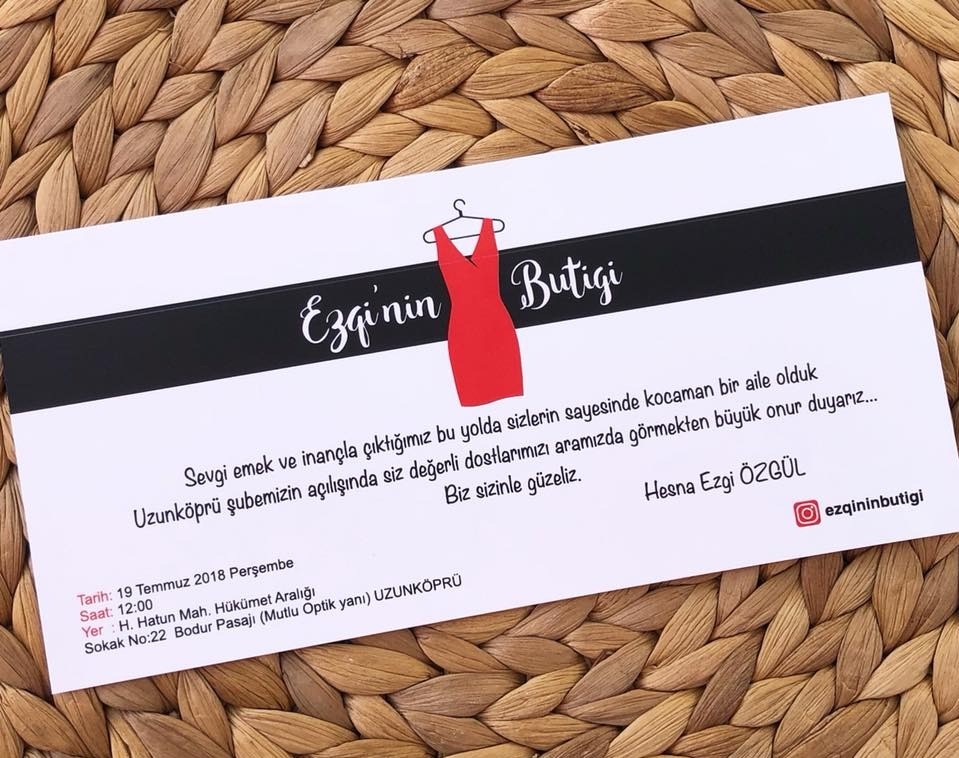 Ezqi'nin Butigi
Sevgi emek ve inançla çıktığımız bu yolda sizlerin sayesinde kocaman bir aile olduk
Uzunköprü şubemizin açılışında siz değerli dostlarımızı aramızda görmekten büyük onur duyarız...
Biz sizinle güzeliz.
Hesna Ezgi ÖZGÜL
ezqininbutigi
Tarih: 19 Temmuz 2018 Perşembe
Saat: 12:00
Yer : H. Hatun Mah. Hükümet Aralığı
Sokak No:22 Bodur Pasajı (Mutlu Optik yanı) UZUNKÖPRÜ